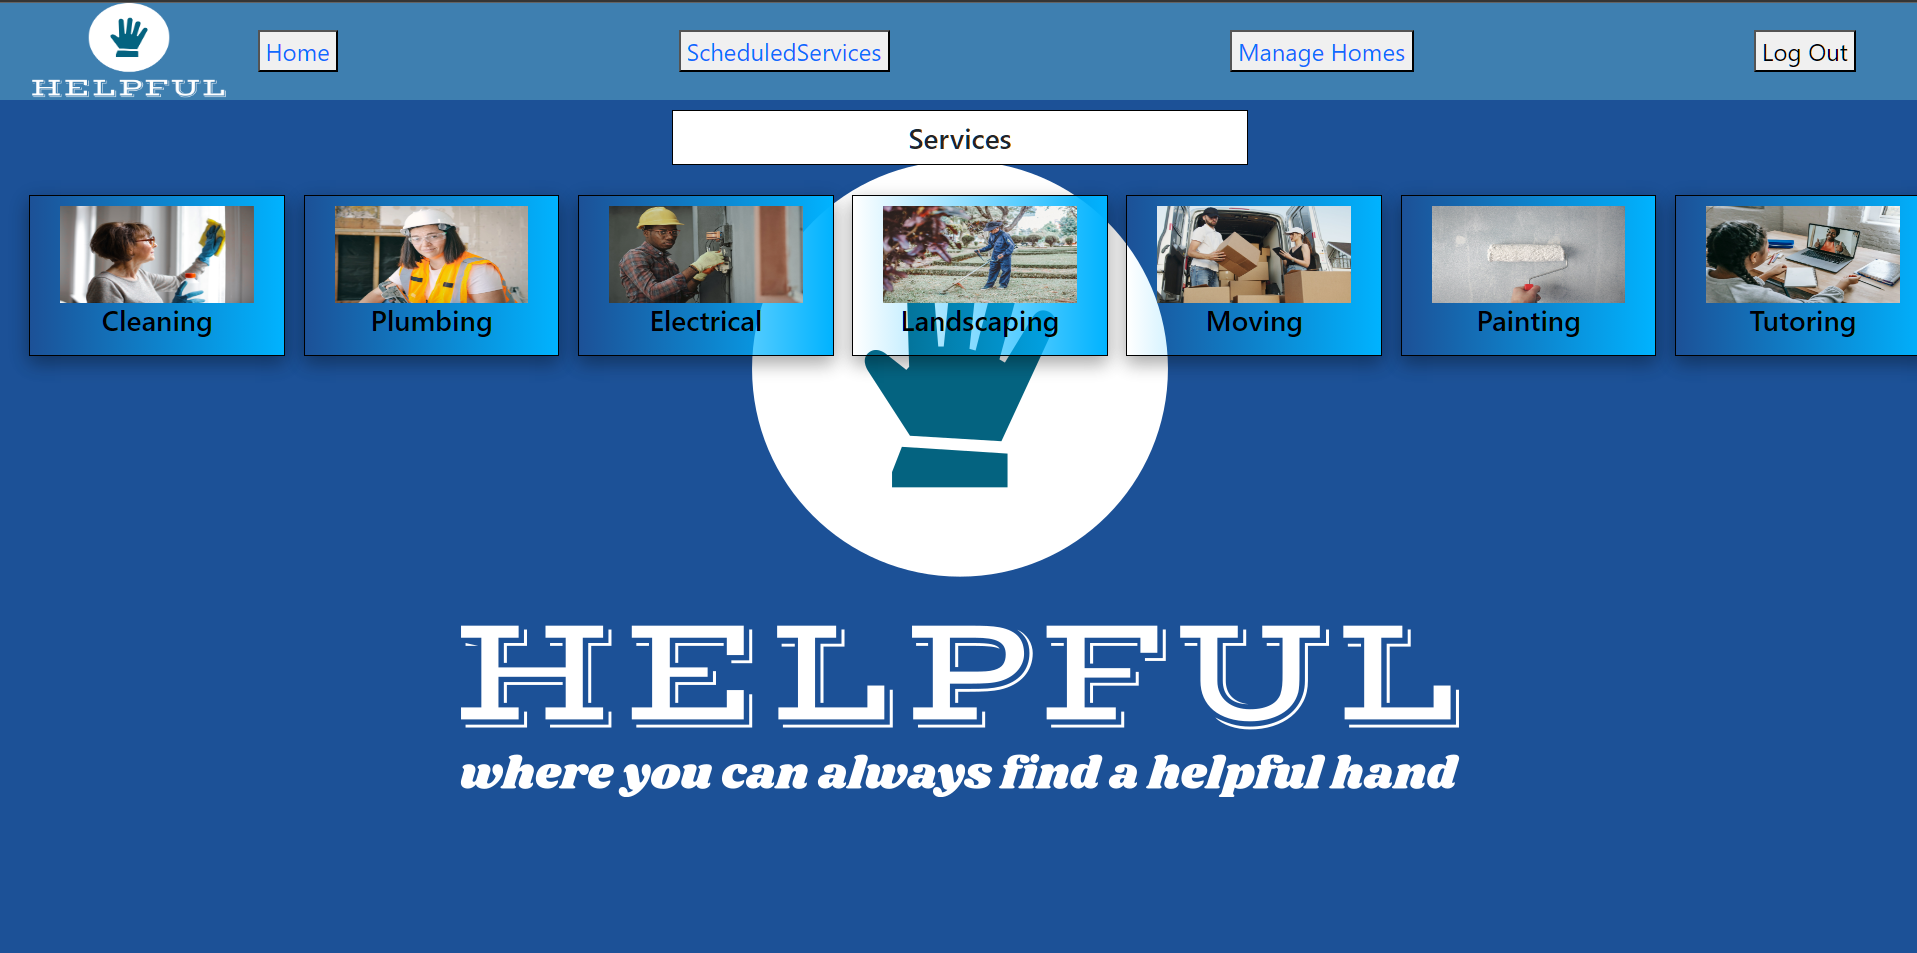 HELPFUL
Home
ScheduledServices
Manage Homes
Log Out
Services
Cleaning
Plumbing
Electrical
Landscaping
Moving
Painting
Tutoring
HELPFUL
where you can always find a helpful hand